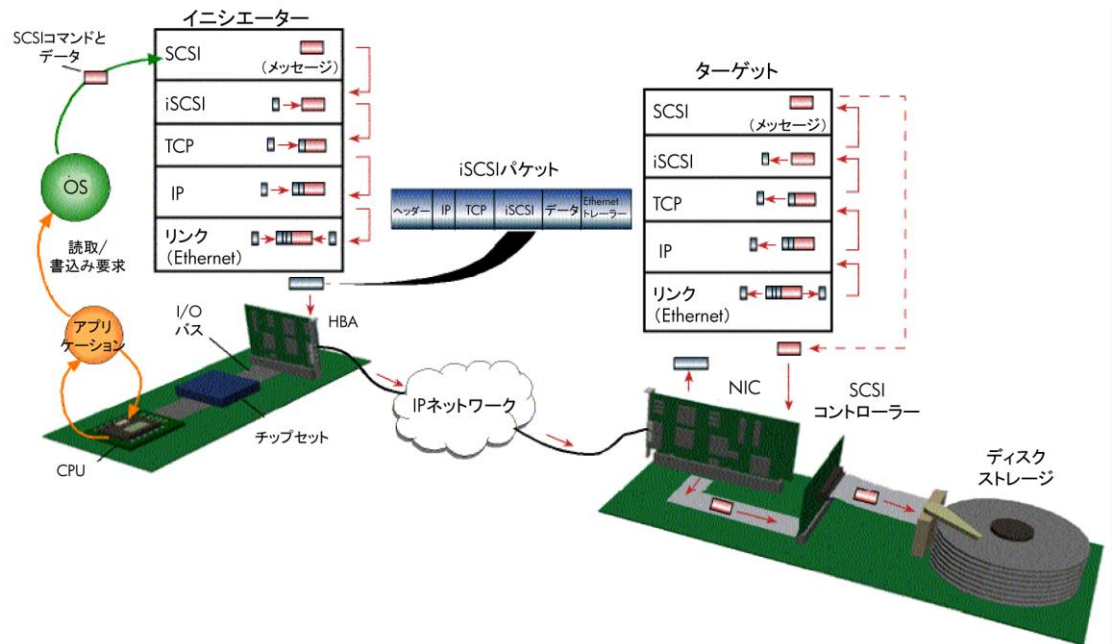 イニシエーター
SCSIコマンドと
データ
SCSI
(メッセージ)
iSCSI
TCP
IP
リンク
(Ethernet)
OS
読取/
書込み要求
アプリ
ケーション
I/O
バス
HBA
チップセット
CPU
iSCSIパケット
ヘッダー
IP
TCP
iSCSI
データ
Ethernet
トレーラー
IPネットワーク
ターゲット
SCSI
(メッセージ)
iSCSI
TCP
IP
リンク
(Ethernet)
NIC
SCSI
コントローラー
ディスク
ストレージ